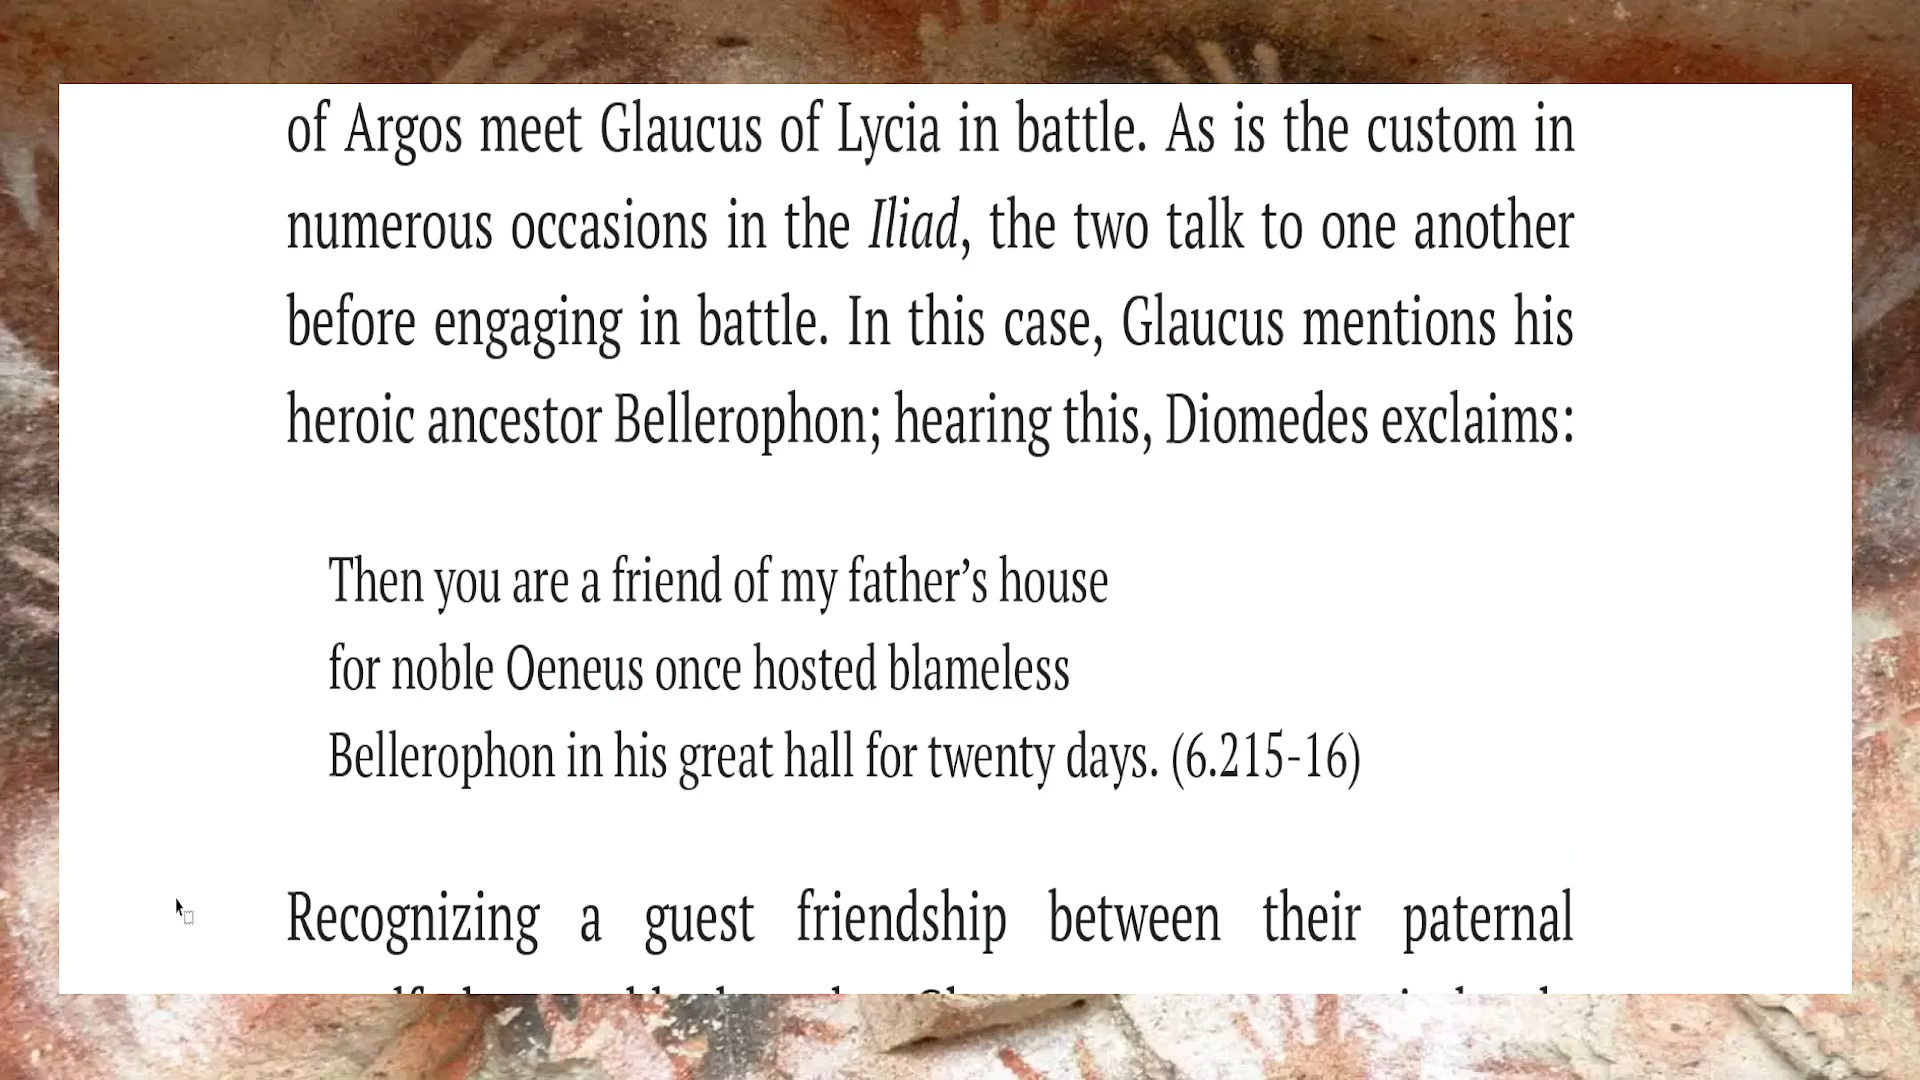 of Argos meet Glaucus of Lycia in battle. As is the custom in
numerous occasions in the Iliad, the two talk to one another
before engaging in battle. In this case, Glaucus mentions his
heroic ancestor Bellerophon; hearing this, Diomedes exclaims:
Then you are a friend of my father’s house
for noble Oeneus once hosted blameless
Bellerophon in his great hall for twenty days. (6.215-16)
Recognizing a guest friendship between their paternal